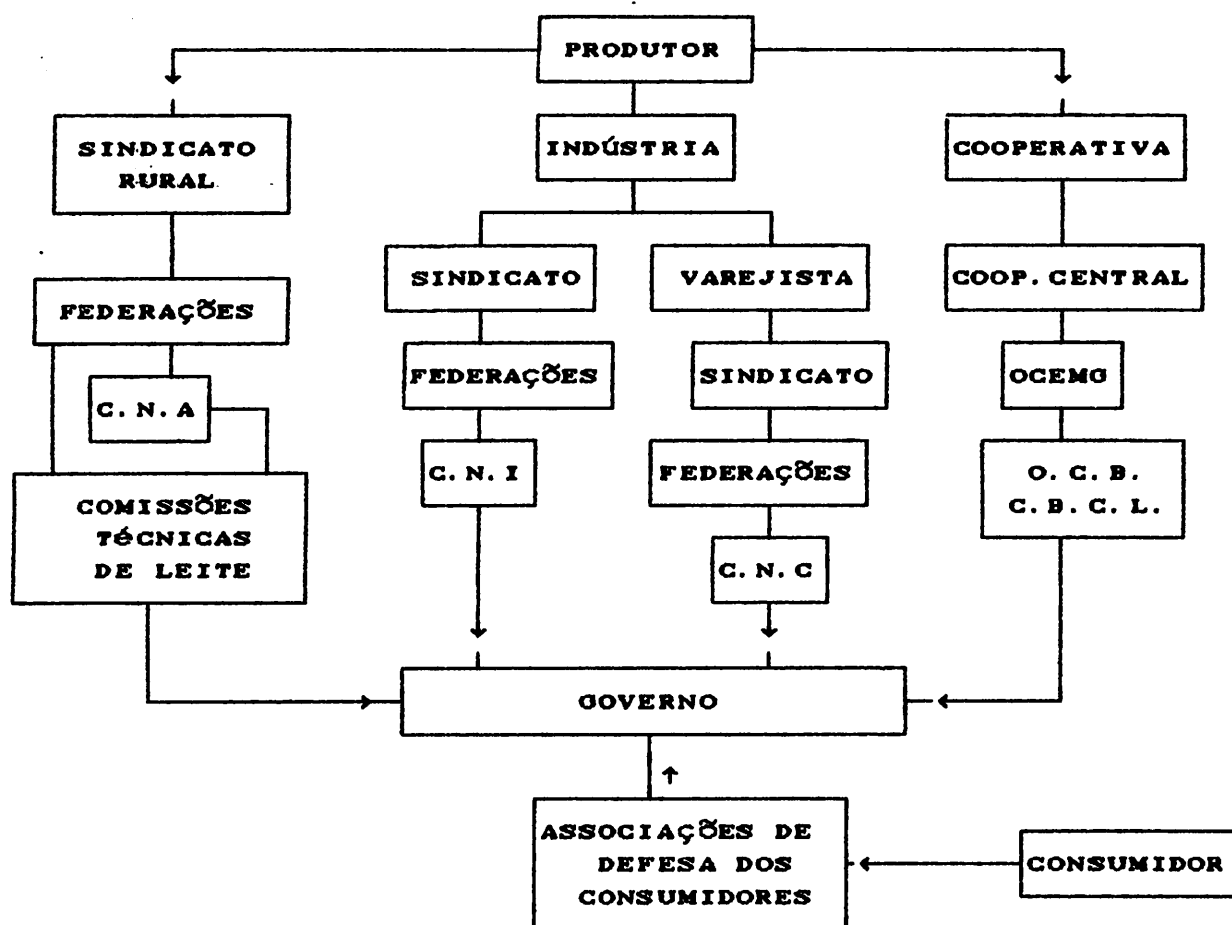 PRODUTOR
SINDICATO
RURAL
INDÚSTRIA
COOPERATIVA
SINDICATO
VAREJISTA
COOP. CENTRAL
FEDERAÇÕES
FEDERAÇÕES
SINDICATO
OCEMG
C. N. A
C. N. I
FEDERAÇÕES
O. C. B.
C. B. C. L.
COMISSÕES
TéCNICAS
DE LEITE
C. N. C
GOVERNO
ASSOCIAÇÕES DE
DEFESA DOS
CONSUMIDORES
CONSUMIDOR